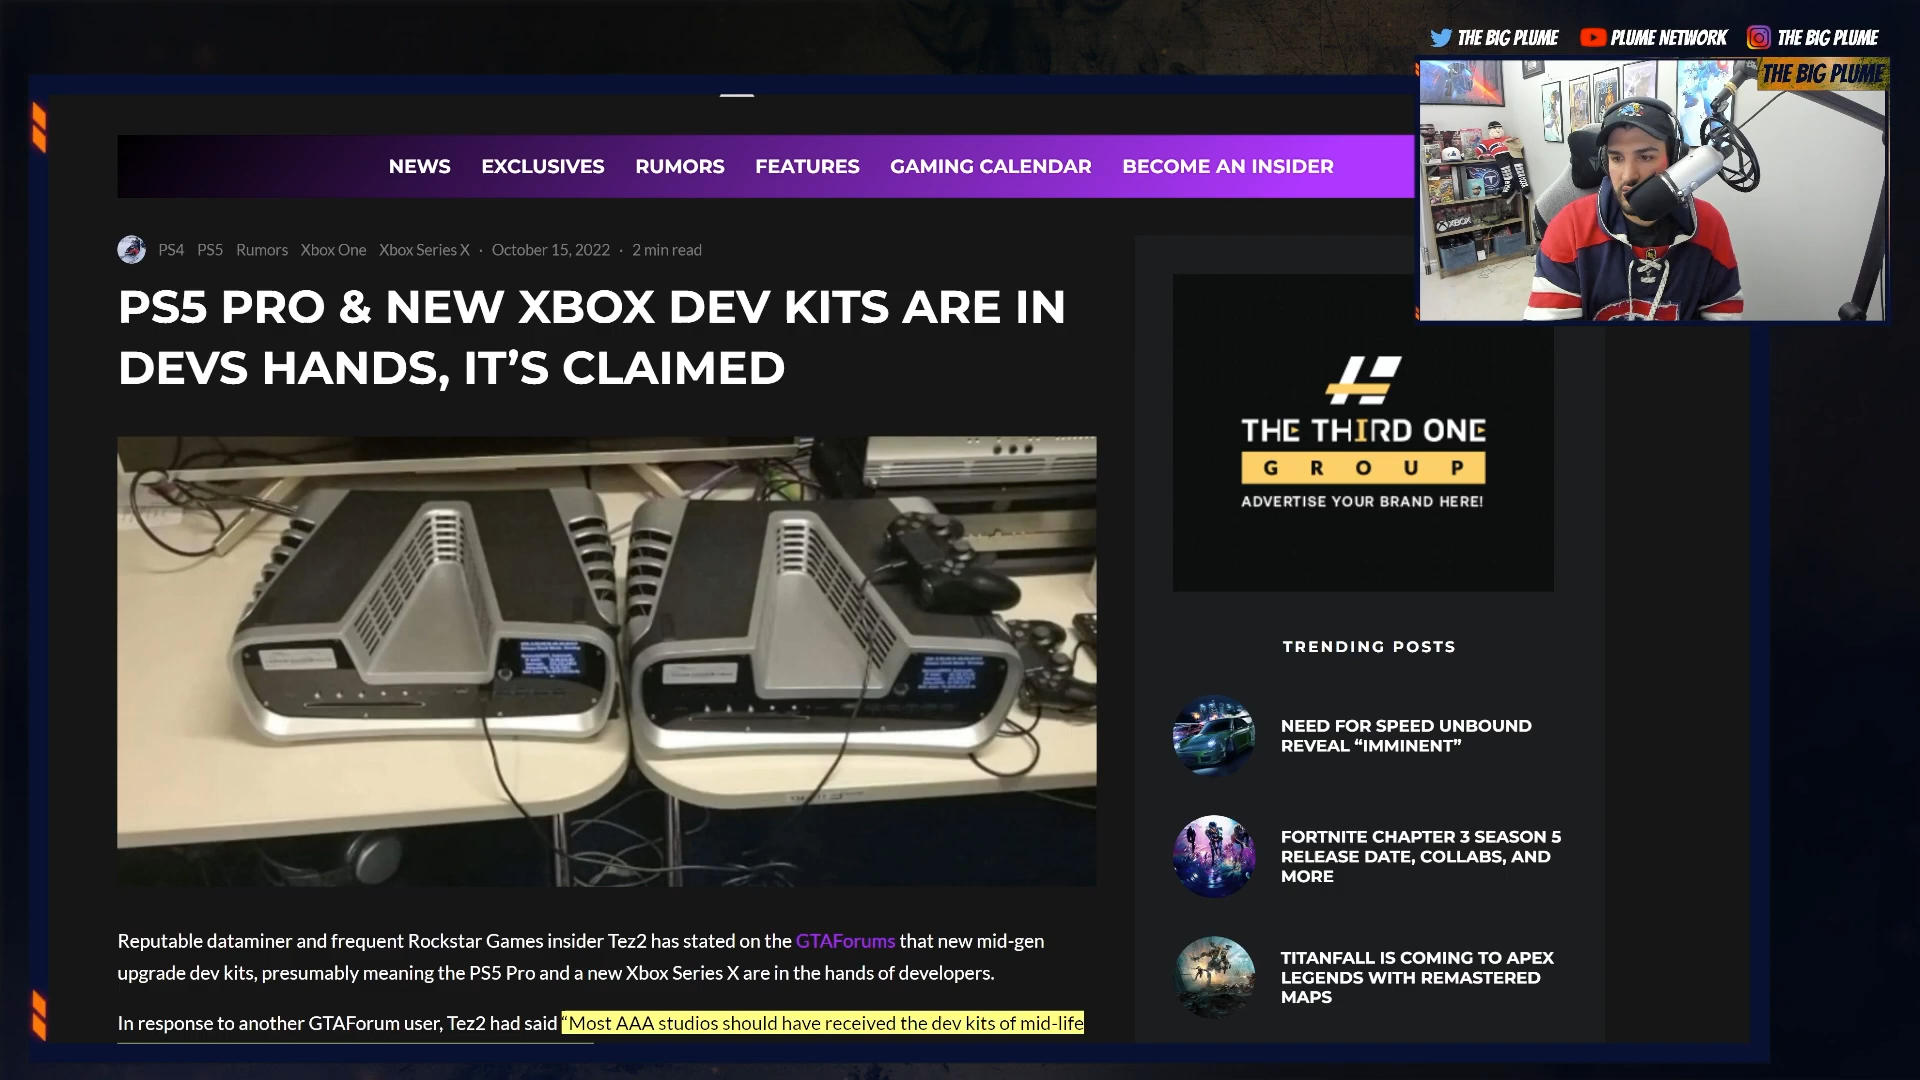 THE BIG PLUME PLUME NETWORK THE BIG PLUME
THE BIG PLUME
XBOX
NEWS EXCLUSIVES RUMORS FEATURES GAMING CALENDAR BECOME AN INSIDER
PS4 PS5 Rumors Xbox One Xbox Series X · October 15, 2022 · 2 min read
PS5 PRO & NEW XBOX DEV KITS ARE IN
DEVS HANDS, IT’S CLAIMED
Reputable dataminer and frequent Rockstar Games insider Tez2 has stated on the GTAForums that new mid-gen
upgrade dev kits, presumably meaning the PS5 Pro and a new Xbox Series X are in the hands of developers.
In response to another GTAForum user, Tez2 had said “Most AAA studios should have received the dev kits of mid-life
THE THIRD ONE
GROUP
ADVERTISE YOUR BRAND HERE!
TRENDING POSTS
NEED FOR SPEED UNBOUND
REVEAL “IMMINENT”
FORTNITE CHAPTER 3 SEASON 5
RELEASE DATE, COLLABS, AND
MORE
TITANFALL IS COMING TO APEX
LEGENDS WITH REMASTERED
MAPS